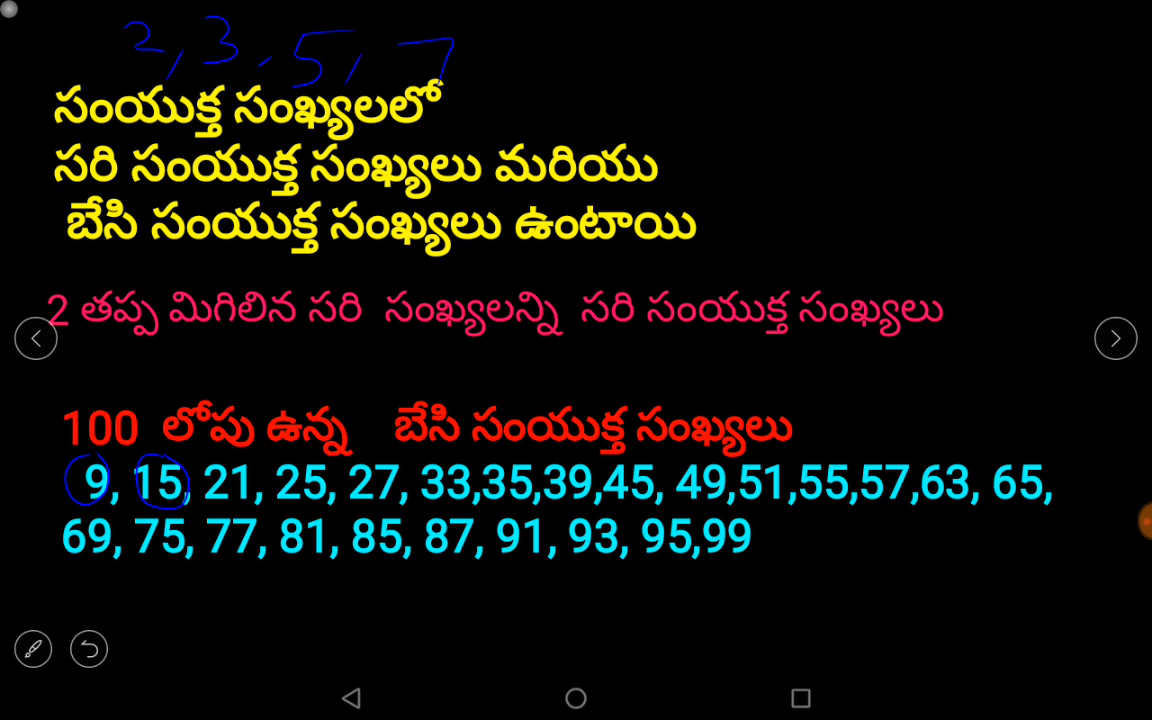 2, 3, 5, 7
సంయుక్త సంఖ్యలలో
సరి సంయుక్త సంఖ్యలు మరియు
బేసి సంయుక్త సంఖ్యలు ఉంటాయి
2 తప్ప మిగిలిన సరి సంఖ్యలన్ని సరి సంయుక్త సంఖ్యలు
100 లోపు ఉన్న బేసి సంయుక్త సంఖ్యలు
9, 15, 21, 25, 27, 33,35,39,45, 49,51,55,57,63, 65,
69, 75, 77, 81, 85, 87, 91, 93, 95,99